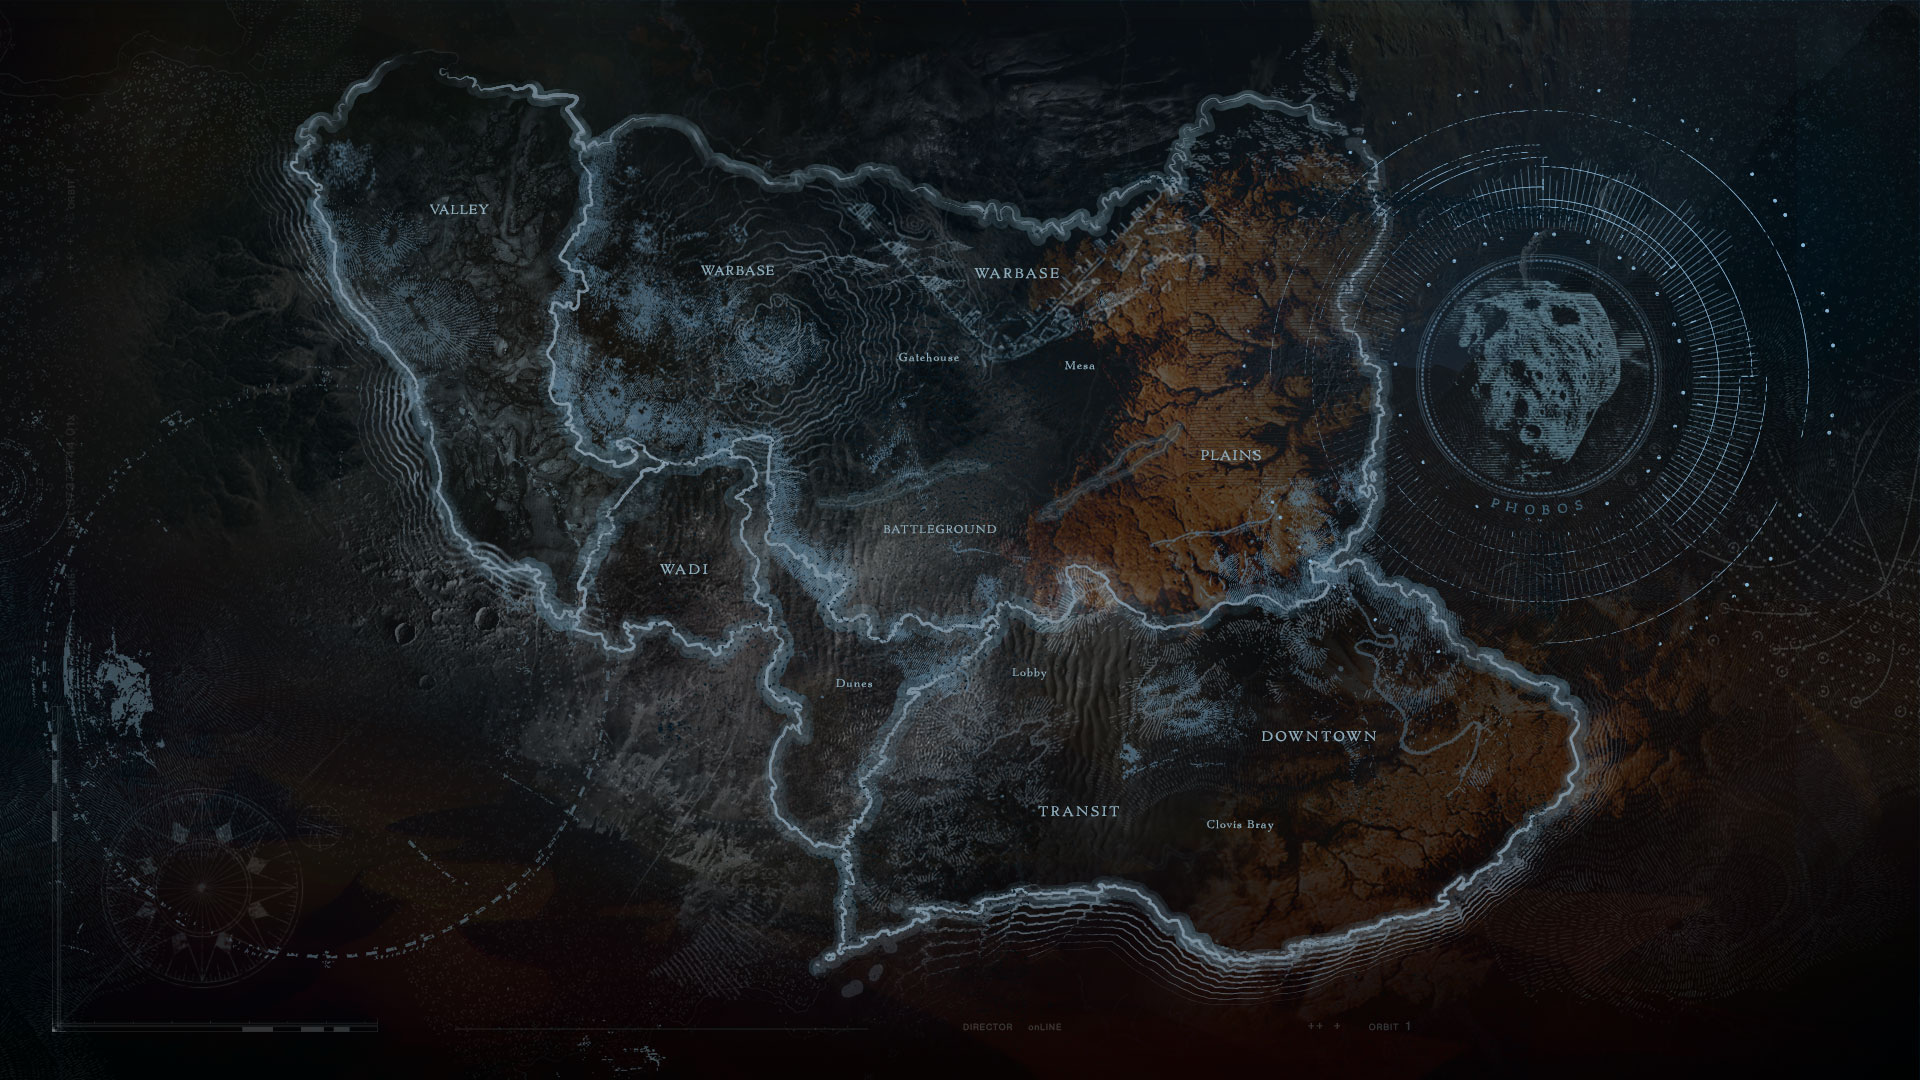 VALLEY
WARBASE
WARBASE
Gatehouse
Mesa
PLAINS
PHOBOS
BATTLEGROUND
WADI
Lobby
Dunes
DOWNTOWN
TRANSIT
Clovis Bray
DIRECTOR onLINE
++ + ORBIT 1